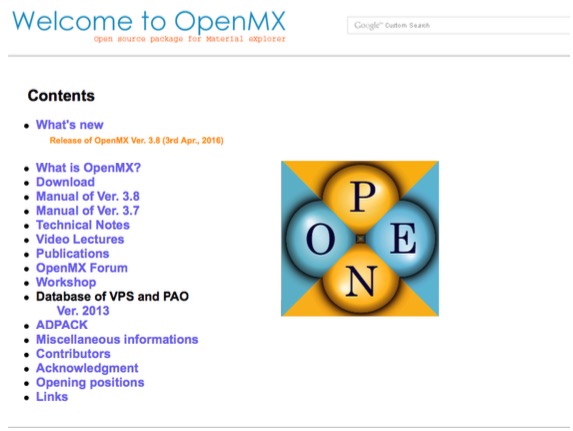 Welcome to OpenMX
Open source package for Material eXplorer
Google™ Custom Search
Contents
What's new
Release of OpenMX Ver. 3.8 (3rd Apr., 2016)
What is OpenMX?
Download
Manual of Ver. 3.8
Manual of Ver. 3.7
Technical Notes
Video Lectures
Publications
OpenMX Forum
Workshop
Database of VPS and PAO
Ver. 2013
ADPACK
Miscellaneous informations
Contributors
Acknowledgment
Opening positions
Links
P
O E
N